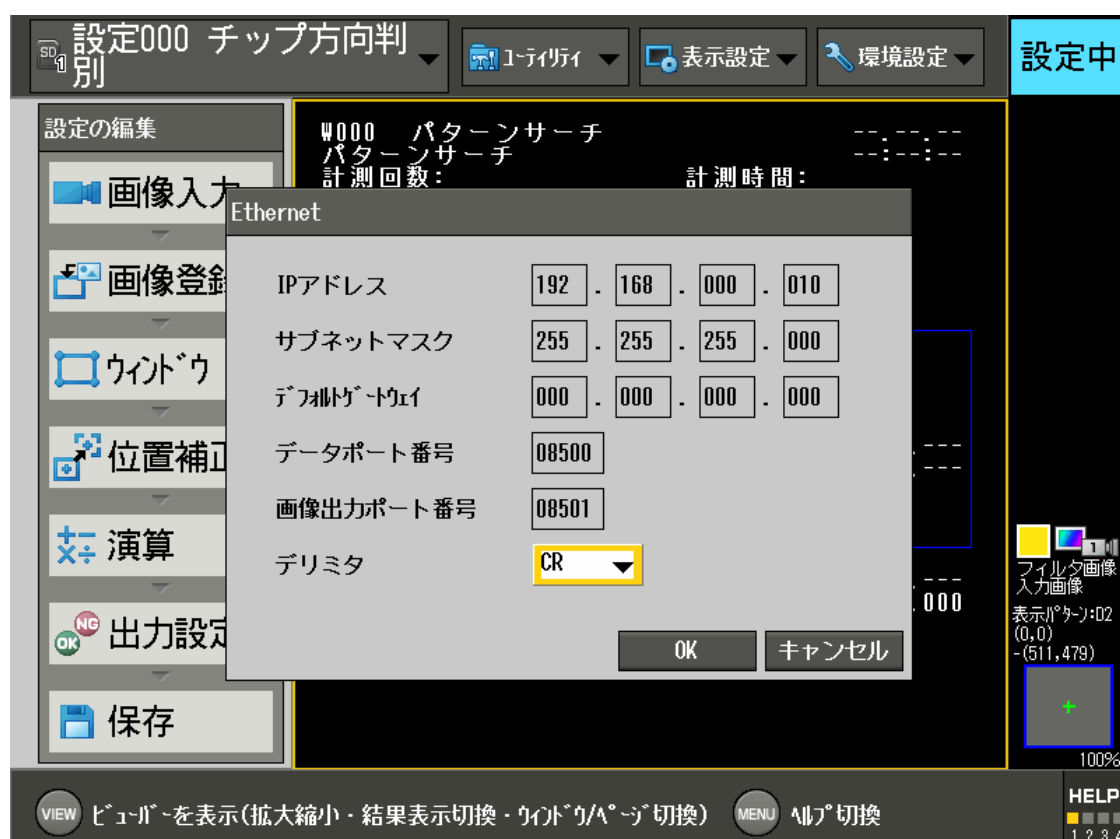 SD1 設定000 チップ方向判別
ユーティリティ
表示設定
環境設定
設定中
設定の編集
画像入力
画像登録
ウィンドウ
位置補正
演算
出力設定
保存
W000 パターンサーチ
パターンサーチ
計測回数:
計測時間:
--.--.--
--:--:--
Ethernet
IPアドレス 192 . 168 . 000 . 010
サブネットマスク 255 . 255 . 255 . 000
デフォルトゲートウェイ 000 . 000 . 000 . 000
データポート番号 08500
画像出力ポート番号 08501
デリミタ CR
OK キャンセル
.000
1
フィルタ画像
入力画像
表示パターン:02
(0,0)
-(511,479)
100%
VIEW ビューバーを表示(拡大縮小・結果表示切換・ウィンドウ/ページ切換) MENU ヘルプ切換
HELP
1 2 3 4